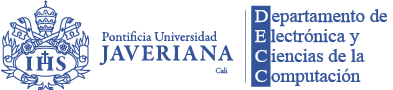 IHS
Pontificia Universidad
JAVERIANA
Cali
Departamento de
Electrónica y
Ciencias de la
Computación